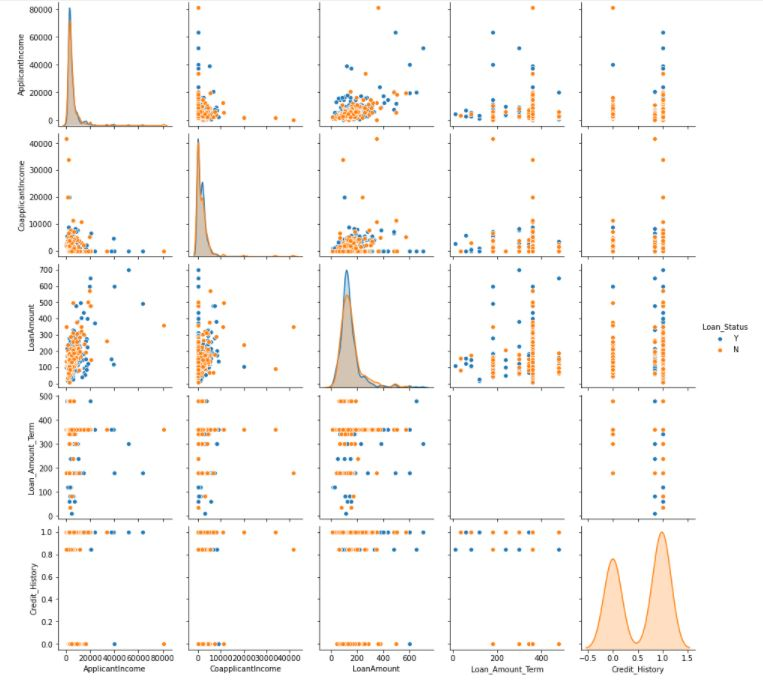 80000
60000
40000
20000
0
ApplicantIncome
40000
30000
20000
10000
0
CoapplicantIncome
700
600
500
400
300
200
100
0
LoanAmount
Loan_Status
Y
N
500
400
300
200
100
0
Loan_Amount_Term
1.0
0.8
0.6
0.4
0.2
0.0
Credit_History
0 20000 40000 60000 80000
0 10000 20000 30000 40000
0 200 400 600
0 200 400
−0.5 0.0 0.5 1.0 1.5
ApplicantIncome CoapplicantIncome LoanAmount Loan_Amount_Term Credit_History